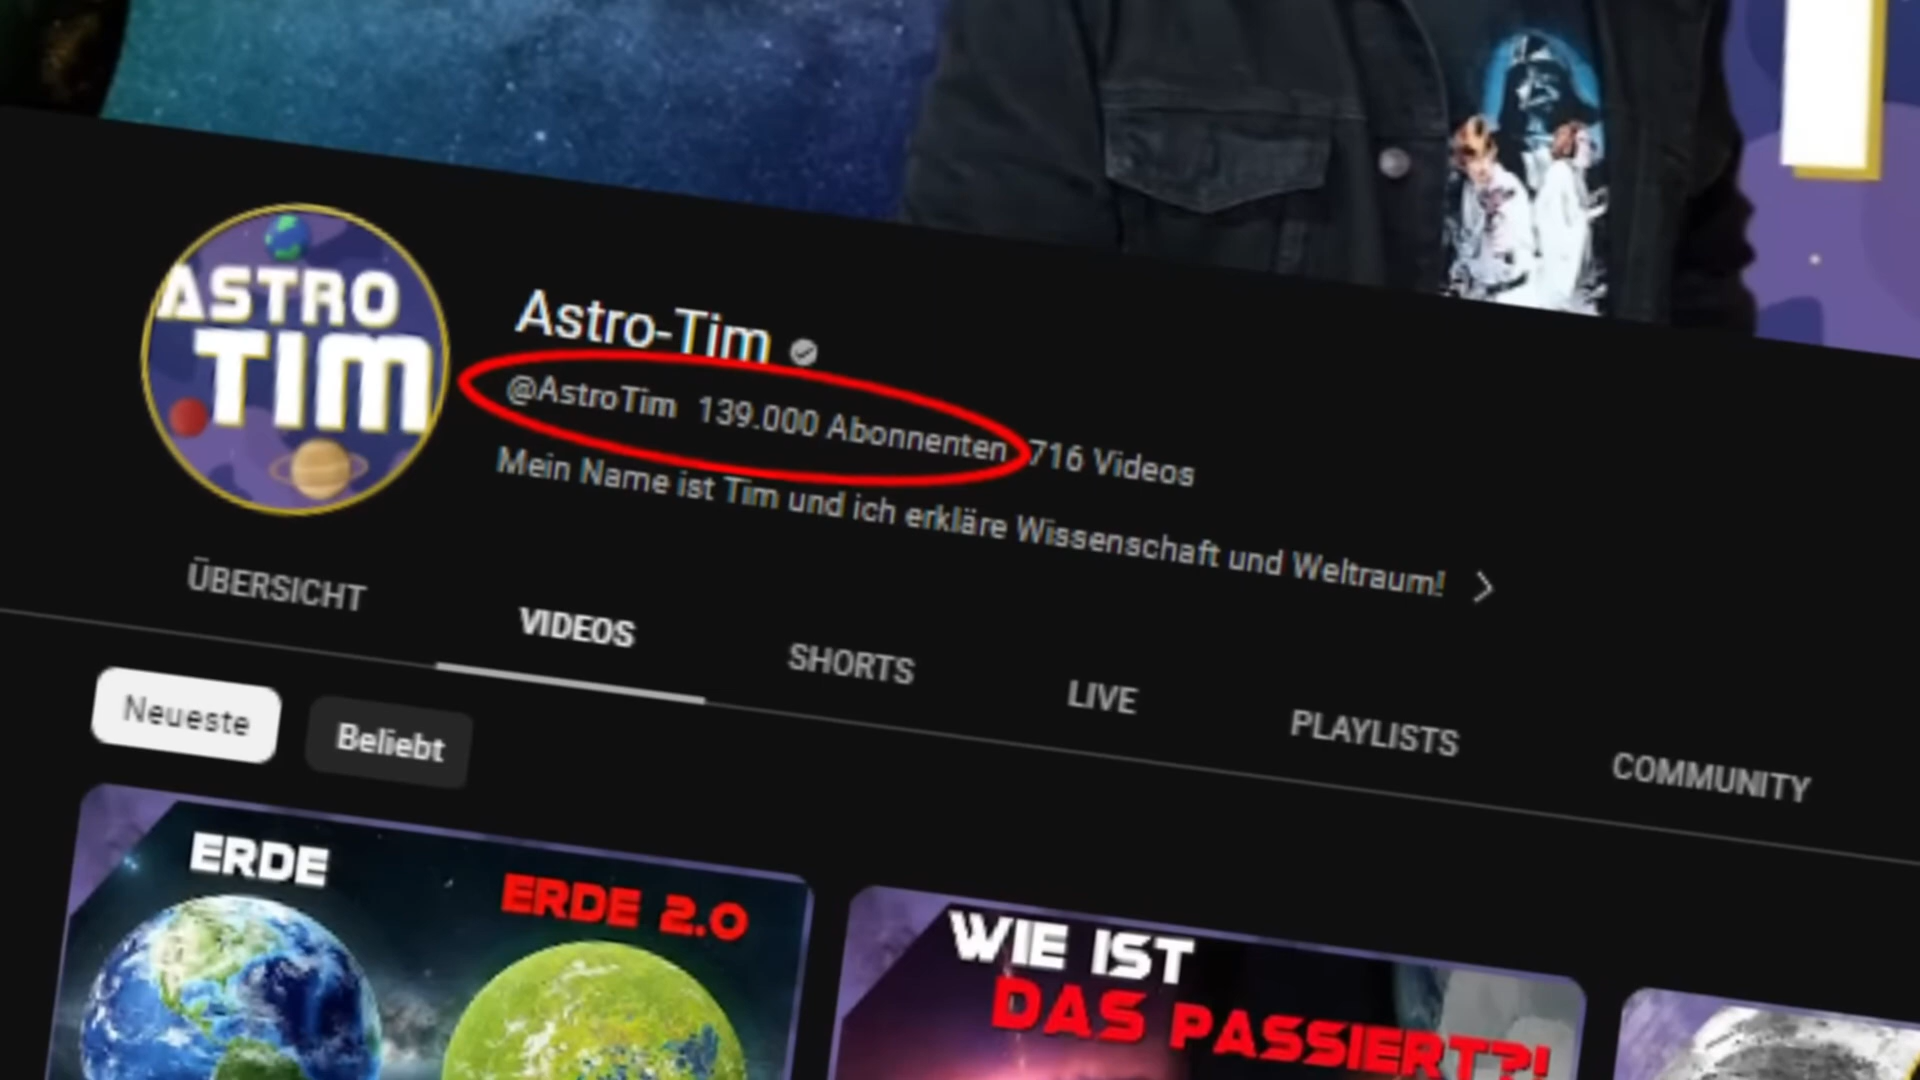 ASTRO
TIM
Astro-Tim
@AstroTim 139.000 Abonnenten 716 Videos
Mein Name ist Tim und ich erkläre Wissenschaft und Weltraum!
ÜBERSICHT VIDEOS SHORTS LIVE PLAYLISTS COMMUNITY
Neueste Beliebt
ERDE
ERDE 2.0
WIE IST
DAS PASSIERT?!